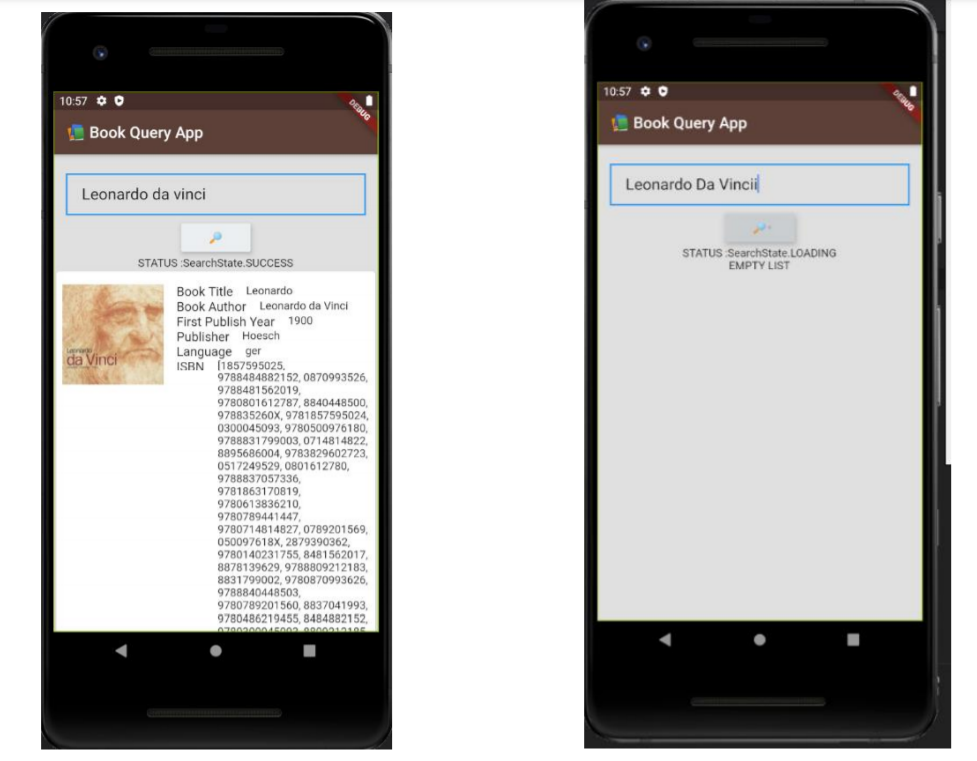 10:57
DEBUG
Book Query App
Leonardo da vinci
STATUS :SearchState.SUCCESS
Leonardo
da Vinci
Book Title Leonardo
Book Author Leonardo da Vinci
First Publish Year 1900
Publisher Hoesch
Language ger
ISBN [1857595025,
9788484882152, 0870993526,
9788481562019,
9780801612787, 8840448500,
978835260X, 9781857595024,
0300045093, 9780500976180,
9788831799003, 0714814822,
8895686004, 9783829602723,
0517249529, 0801612780,
9788837057336,
9781863170819,
9780613836210,
9780789441447,
9780714814827, 0789201569,
050097618X, 2879390362,
9780140231755, 8481562017,
8878139629, 9788809212183,
8831799002, 9780870993626,
9788840448503,
9780789201560, 8837041993,
9780486219455, 8484882152,
10:57
DEBUG
Book Query App
Leonardo Da Vincii
STATUS :SearchState.LOADING
EMPTY LIST